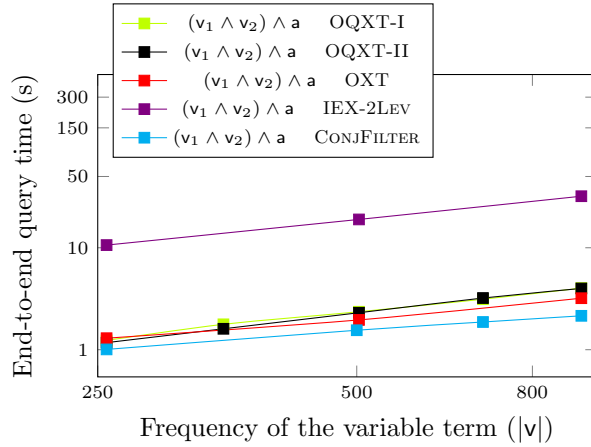 (v₁ ∧ v₂) ∧ a OQXT-I
(v₁ ∧ v₂) ∧ a OQXT-II
(v₁ ∧ v₂) ∧ a OXT
(v₁ ∧ v₂) ∧ a IEX-2Lev
(v₁ ∧ v₂) ∧ a ConjFilter
End-to-end query time (s)
300
150
50
10
1
250
500
800
Frequency of the variable term (|v|)